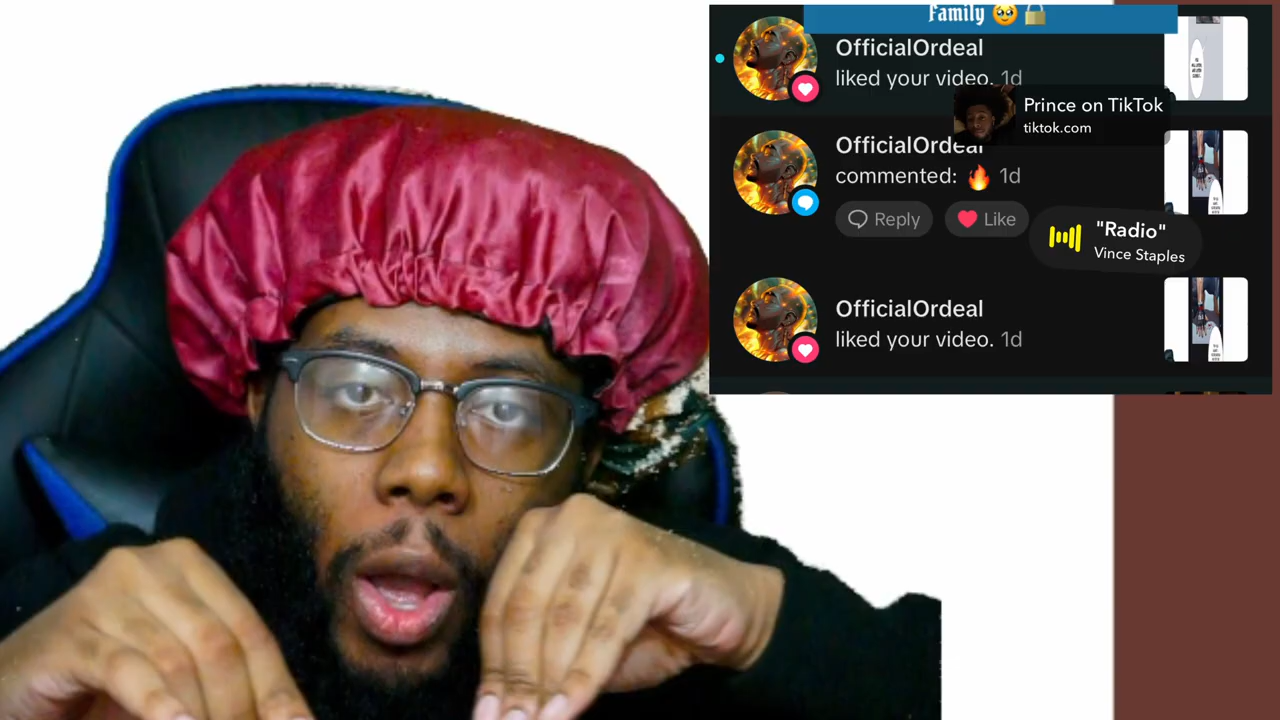 Family 🥹 🔒
OfficialOrdeal
liked your video. 1d
Prince on TikTok
tiktok.com
OfficialOrdeal
commented: 🔥 1d
Reply
Like
"Radio"
Vince Staples
OfficialOrdeal
liked your video. 1d